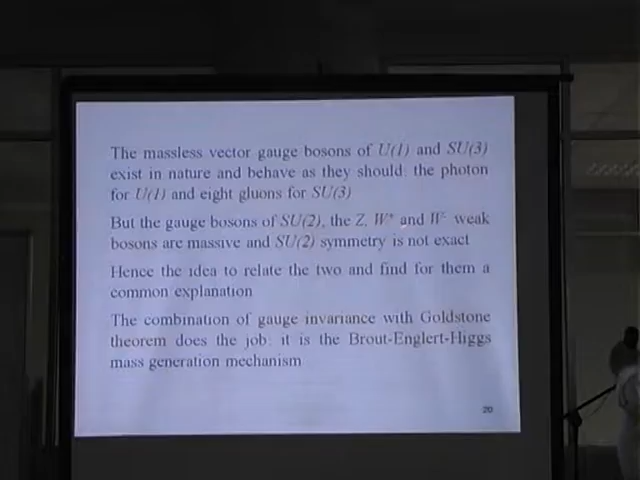 The massless vector gauge bosons of U(1) and SU(3)
exist in nature and behave as they should: the photon
for U(1) and eight gluons for SU(3)
But the gauge bosons of SU(2), the Z, W⁺ and W⁻ weak
bosons are massive and SU(2) symmetry is not exact
Hence the idea to relate the two and find for them a
common explanation
The combination of gauge invariance with Goldstone
theorem does the job: it is the Brout-Englert-Higgs
mass generation mechanism
20